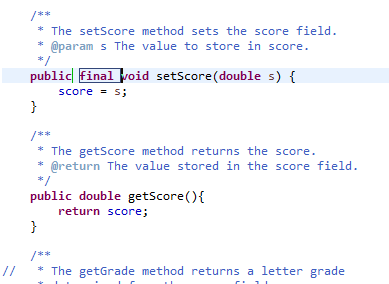 /**
 * The setScore method sets the score field.
 * @param s The value to store in score.
 */
public final void setScore(double s) {
    score = s;
}
/**
 * The getScore method returns the score.
 * @return The value stored in the score field.
 */
public double getScore(){
    return score;
}
/**
// * The getGrade method returns a letter grade